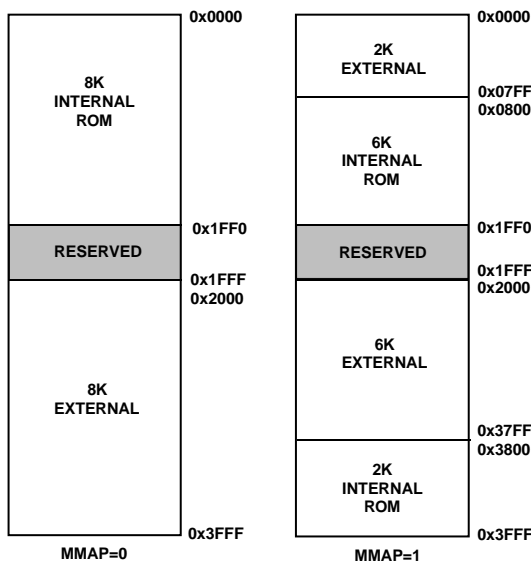 0x0000
8K
INTERNAL
ROM
0x1FF0
RESERVED
0x1FFF
0x2000
8K
EXTERNAL
0x3FFF
MMAP=0
0x0000
2K
EXTERNAL
0x07FF
0x0800
6K
INTERNAL
ROM
0x1FF0
RESERVED
0x1FFF
0x2000
6K
EXTERNAL
0x37FF
0x3800
2K
INTERNAL
ROM
0x3FFF
MMAP=1